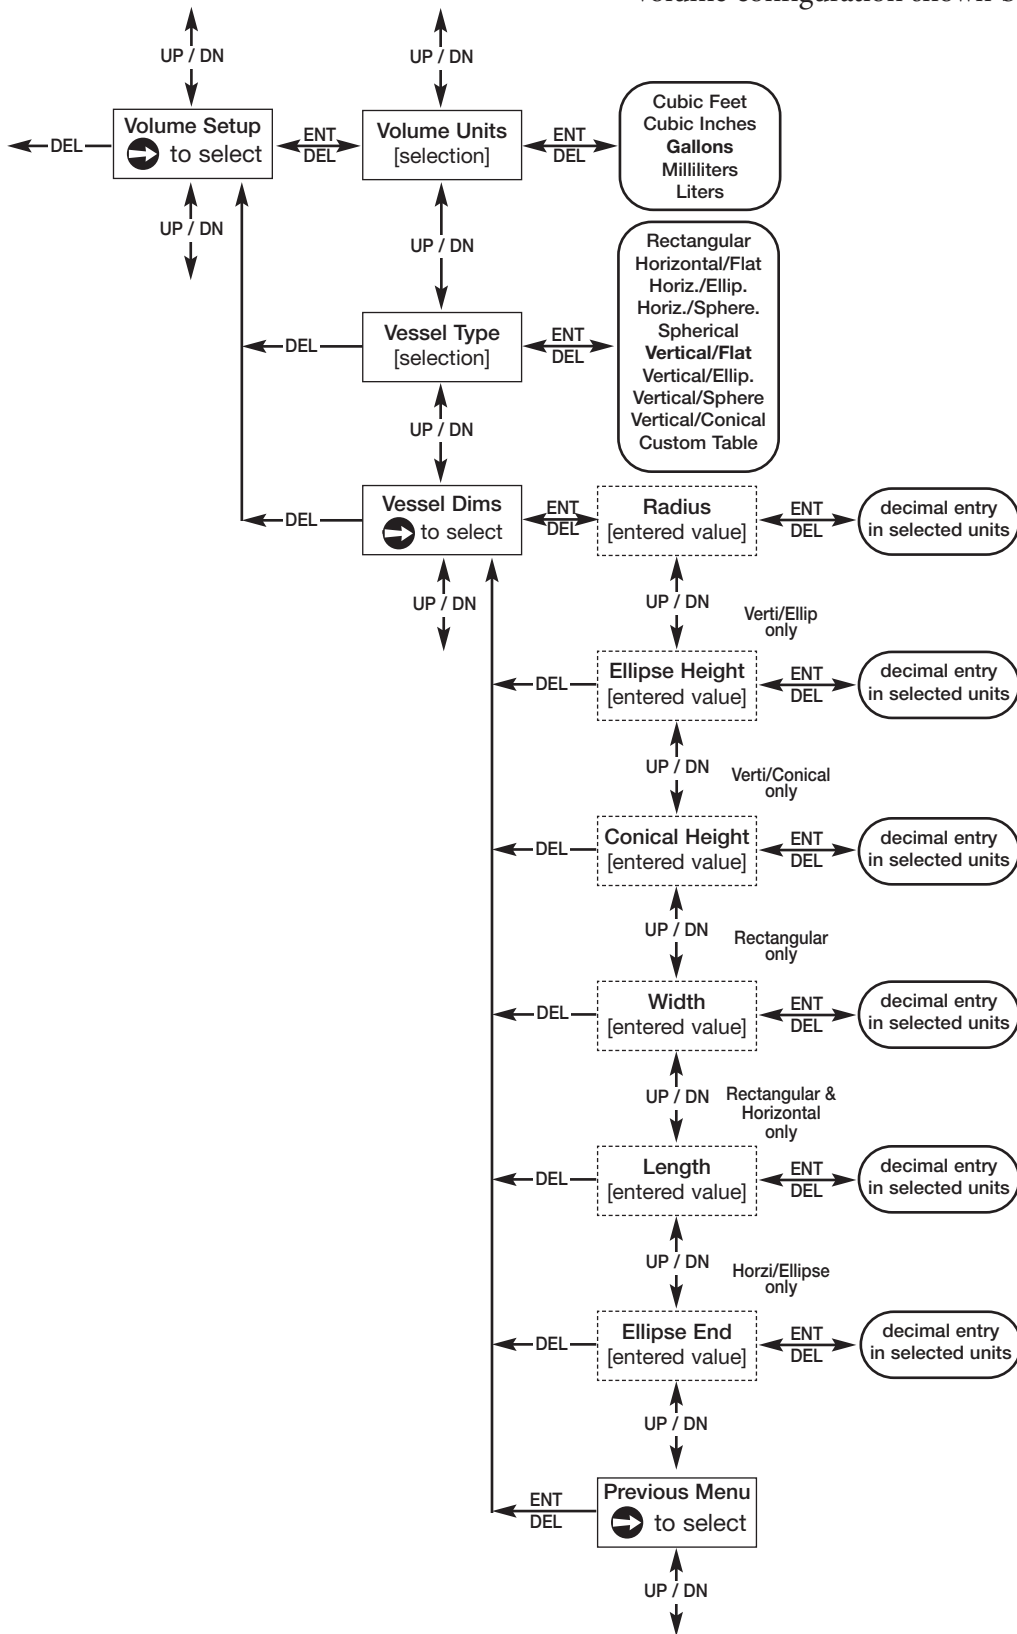 UP / DN
UP / DN
Volume Setup
to select
DEL
ENT
DEL
Volume Units
[selection]
ENT
DEL
Cubic Feet
Cubic Inches
Gallons
Milliliters
Liters
UP / DN
UP / DN
Rectangular
Horizontal/Flat
Horiz./Ellip.
Horiz./Sphere.
Spherical
Vertical/Flat
Vertical/Ellip.
Vertical/Sphere
Vertical/Conical
Custom Table
DEL
Vessel Type
[selection]
ENT
DEL
UP / DN
DEL
Vessel Dims
to select
ENT
DEL
Radius
[entered value]
ENT
DEL
decimal entry
in selected units
UP / DN
UP / DN
Verti/Ellip
only
DEL
Ellipse Height
[entered value]
ENT
DEL
decimal entry
in selected units
UP / DN
Verti/Conical
only
DEL
Conical Height
[entered value]
ENT
DEL
decimal entry
in selected units
UP / DN
Rectangular
only
DEL
Width
[entered value]
ENT
DEL
decimal entry
in selected units
UP / DN
Rectangular &
Horizontal
only
DEL
Length
[entered value]
ENT
DEL
decimal entry
in selected units
UP / DN
Horzi/Ellipse
only
DEL
Ellipse End
[entered value]
ENT
DEL
decimal entry
in selected units
UP / DN
ENT
DEL
Previous Menu
to select
UP / DN